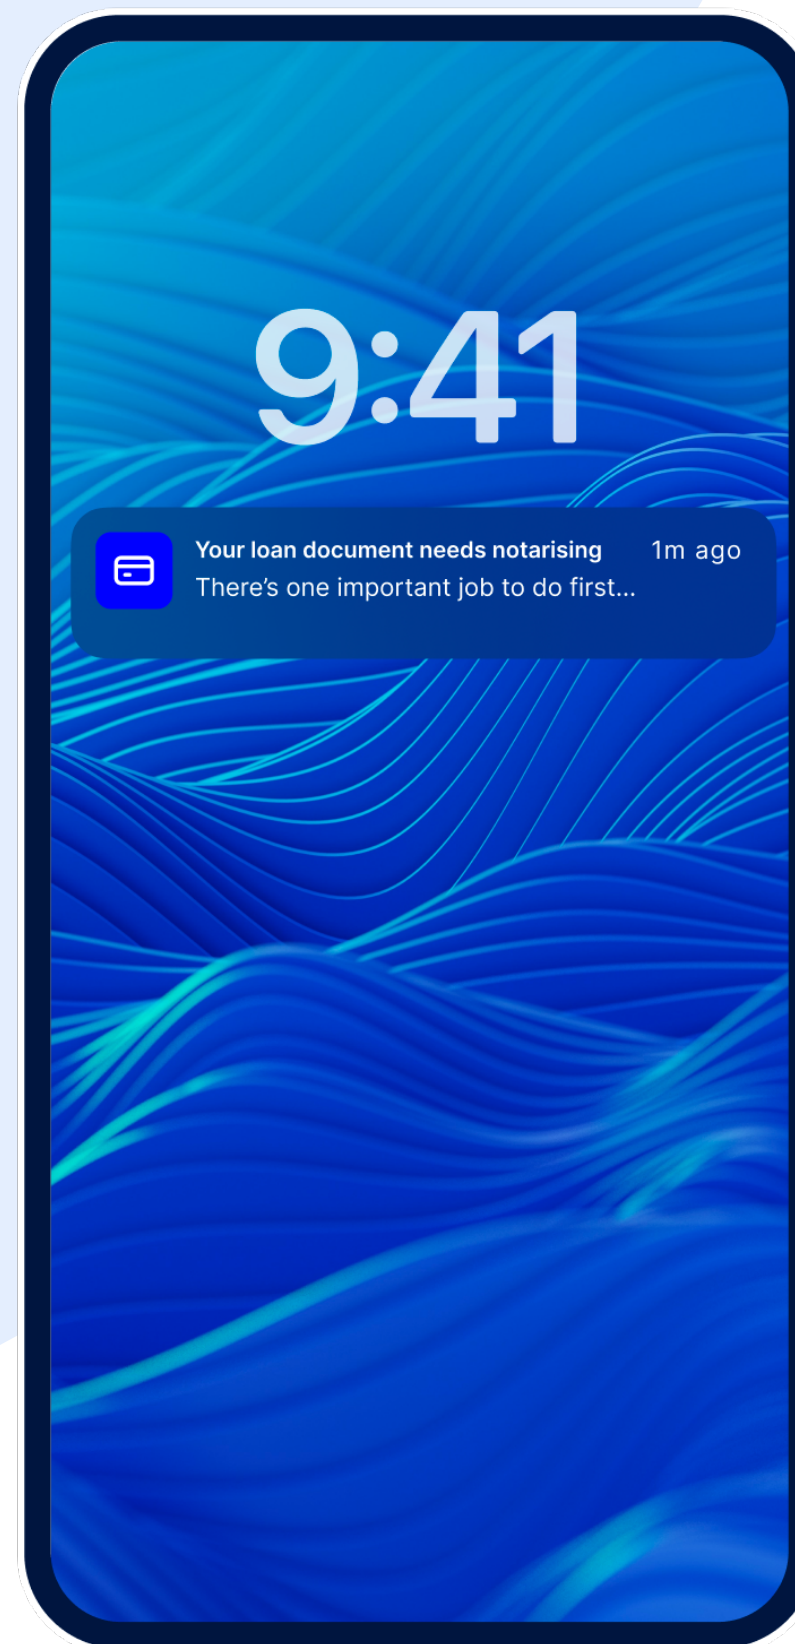 9:41
Your loan document needs notarising 1m ago
There’s one important job to do first...